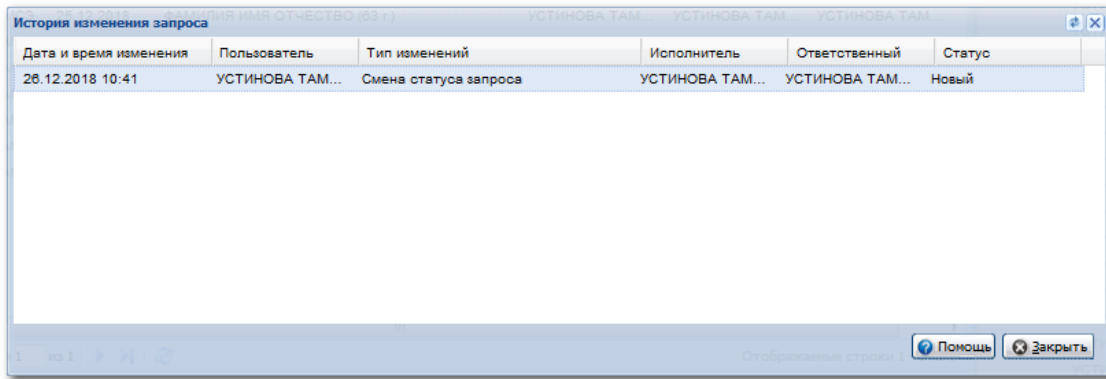 История изменения запроса
Дата и время изменения Пользователь Тип изменений Исполнитель Ответственный Статус
26.12.2018 10:41 УСТИНОВА ТАМ... Смена статуса запроса УСТИНОВА ТАМ... УСТИНОВА ТАМ... Новый
Помощь Закрыть